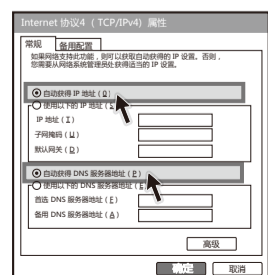 Internet 协议4 (TCP/IPv4) 属性
常规
备用配置
如果网络支持此功能，则可以获取自动获得的 IP 设置。否则，
您需要从网络系统管理员处获得适当的 IP 设置。
自动获得 IP 地址 (O)
使用以下的 IP 地址
IP 地址 (I)
子网掩码 (U)
默认网关 (D)
自动获得 DNS 服务器地址 (P)
使用以下的 DNS 服务器地址 (E)
首选 DNS 服务器地址 (F)
备用 DNS 服务器地址 (A)
高级
确定
取消